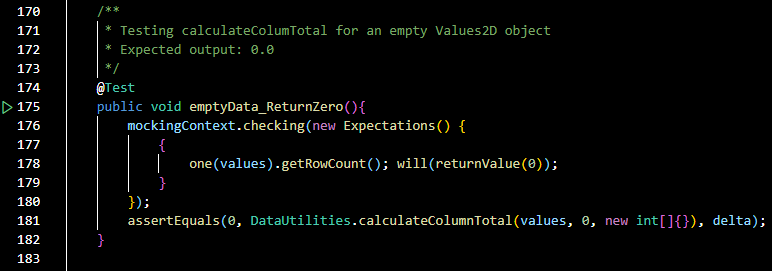 170 /**
171 * Testing calculateColumTotal for an empty Values2D object
172 * Expected output: 0.0
173 */
174 @Test
175 public void emptyData_ReturnZero(){
176 mockingContext.checking(new Expectations() {
177 {
178 one(values).getRowCount(); will(returnValue(0));
179 }
180 });
181 assertEquals(0, DataUtilities.calculateColumnTotal(values, 0, new int[]{}), delta);
182 }
183